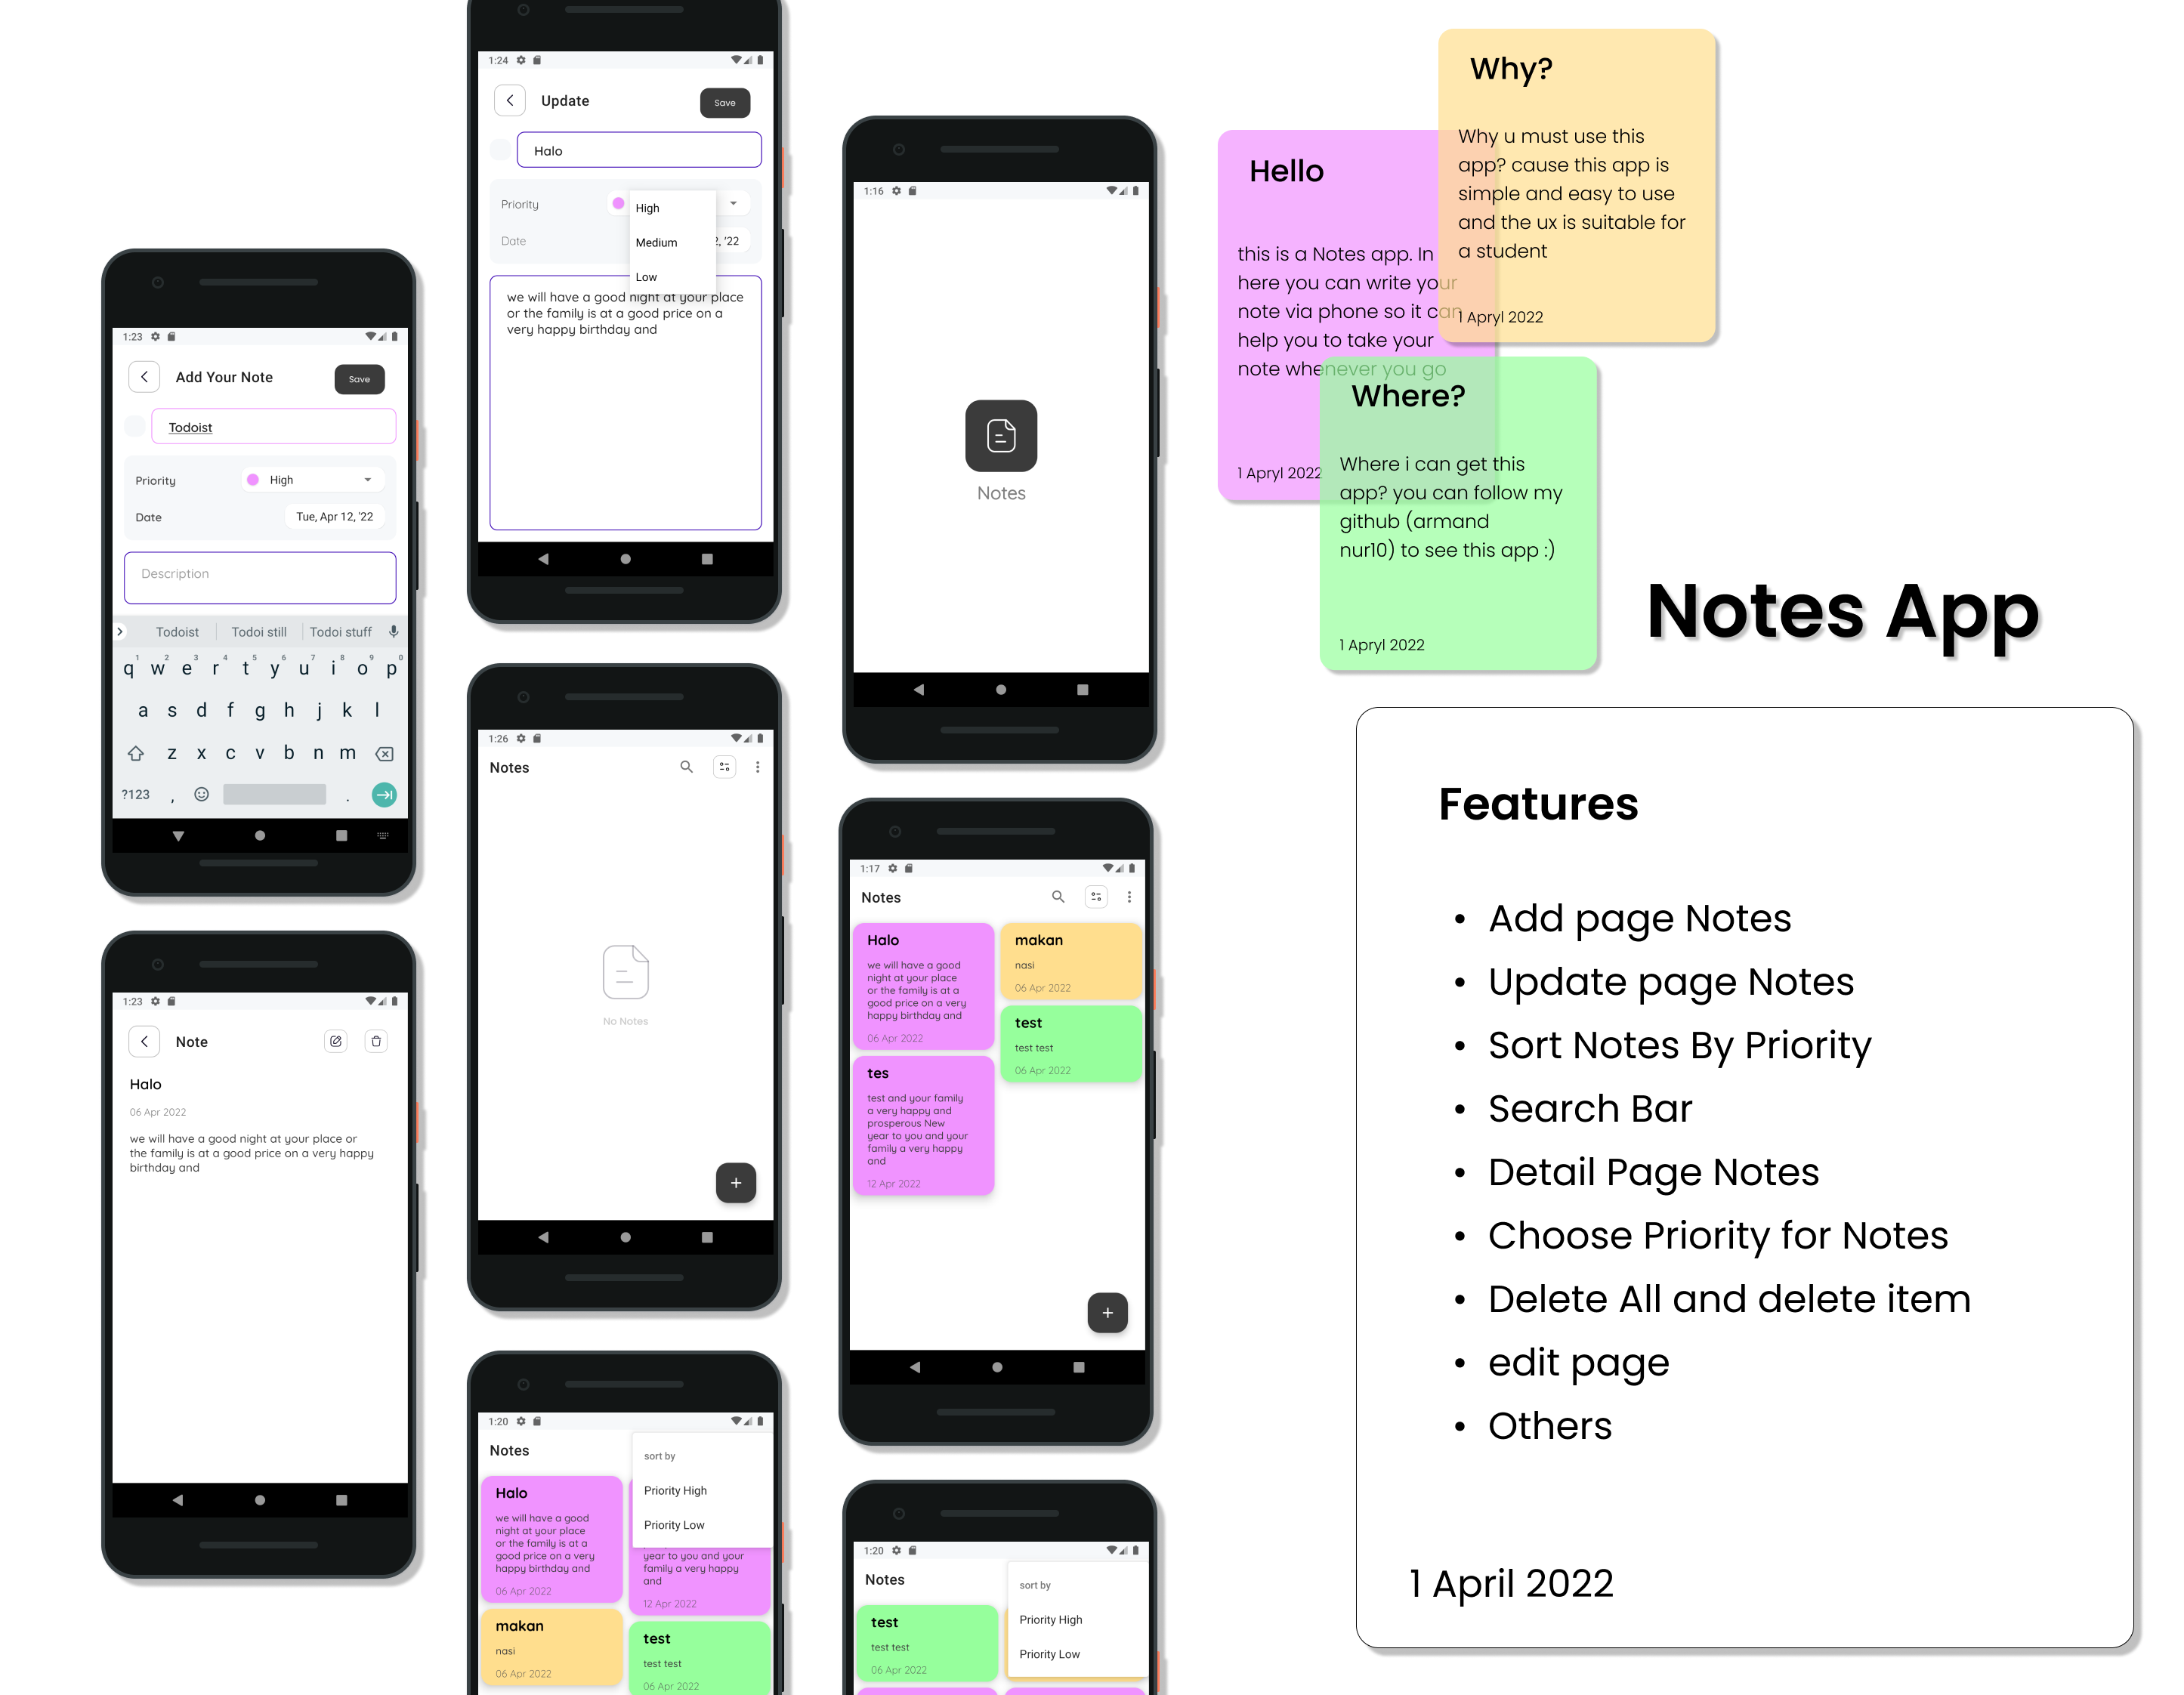 1:23
Add Your Note
Save
Todoist
Priority
High
Date
Tue, Apr 12, '22
Description
Todoist
Todoi still
Todoi stuff
q1 w2 e3 r4 t5 y6 u7 i8 o9 p0
a s d f g h j k l
z x c v b n m
?123 , .
1:23
Note
Halo
06 Apr 2022
we will have a good night at your place or
the family is at a good price on a very happy
birthday and
1:24
Update
Save
Halo
Priority
High
Medium
Low
Date
2, '22
we will have a good night at your place
or the family is at a good price on a
very happy birthday and
1:26
Notes
No Notes
1:20
Notes
sort by
Priority High
Priority Low
Halo
we will have a good
night at your place
or the family is at a
good price on a very
happy birthday and
06 Apr 2022
year to you and your
family a very happy
and
12 Apr 2022
makan
nasi
06 Apr 2022
test
test test
06 Apr 2022
1:16
Notes
1:17
Notes
Halo
we will have a good
night at your place
or the family is at a
good price on a very
happy birthday and
06 Apr 2022
makan
nasi
06 Apr 2022
test
test test
06 Apr 2022
tes
test and your family
a very happy and
prosperous New
year to you and your
family a very happy
and
12 Apr 2022
1:20
Notes
sort by
Priority High
Priority Low
test
test test
06 Apr 2022
Hello
this is a Notes app. In
here you can write your
note via phone so it can
help you to take your
note whenever you go
1 Apryl 2022
Why?
Why u must use this
app? cause this app is
simple and easy to use
and the ux is suitable for
a student
1 Apryl 2022
Where?
Where i can get this
app? you can follow my
github (armand
nur10) to see this app :)
1 Apryl 2022
Notes App
Features
• Add page Notes
• Update page Notes
• Sort Notes By Priority
• Search Bar
• Detail Page Notes
• Choose Priority for Notes
• Delete All and delete item
• edit page
• Others
1 April 2022